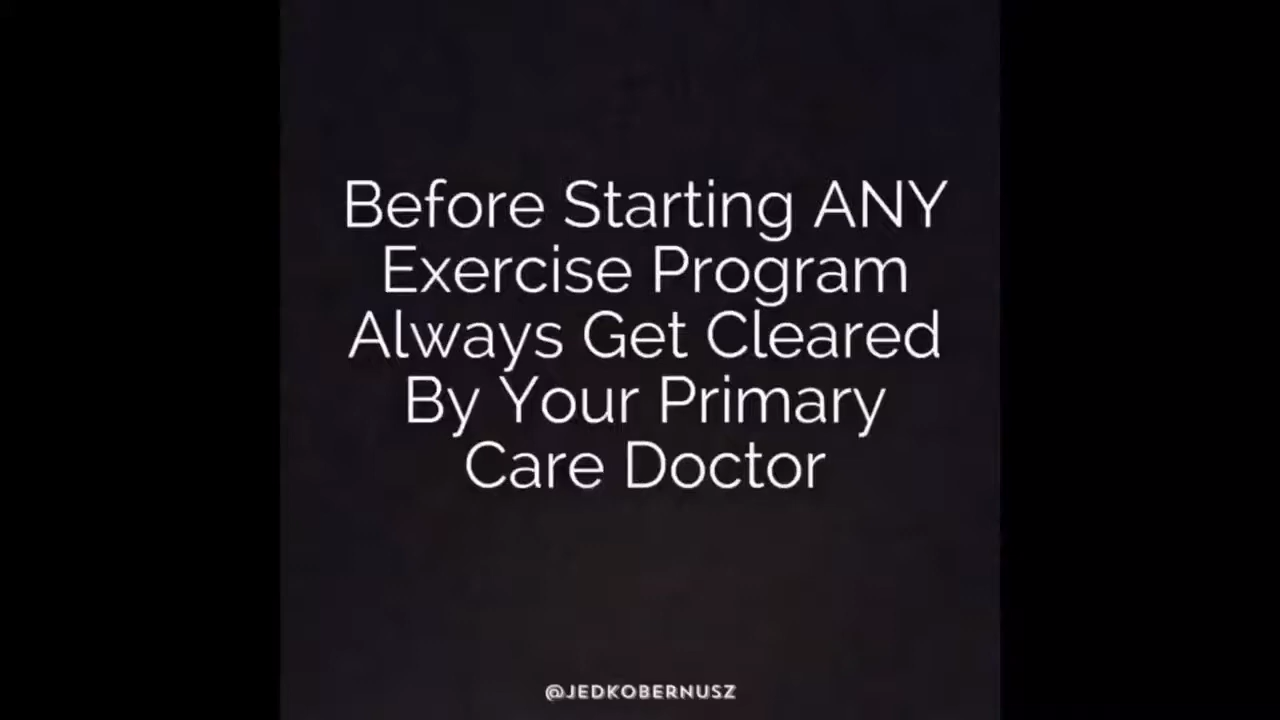 Before Starting ANY
Exercise Program
Always Get Cleared
By Your Primary
Care Doctor
@JEDKOBERNUSZ